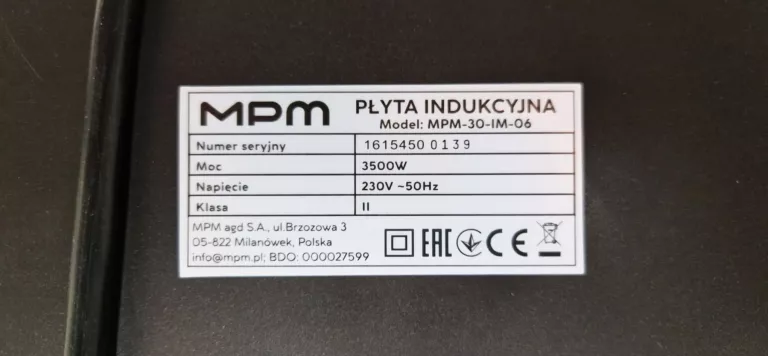 MPM PŁYTA INDUKCYJNA
Model: MPM-30-IM-06
Numer seryjny 1615450 0139
Moc 3500W
Napięcie 230V ~50Hz
Klasa II
MPM agd S.A., ul.Brzozowa 3
05-822 Milanówek, Polska
info@mpm.pl; BDO: 000027599
EAC CE